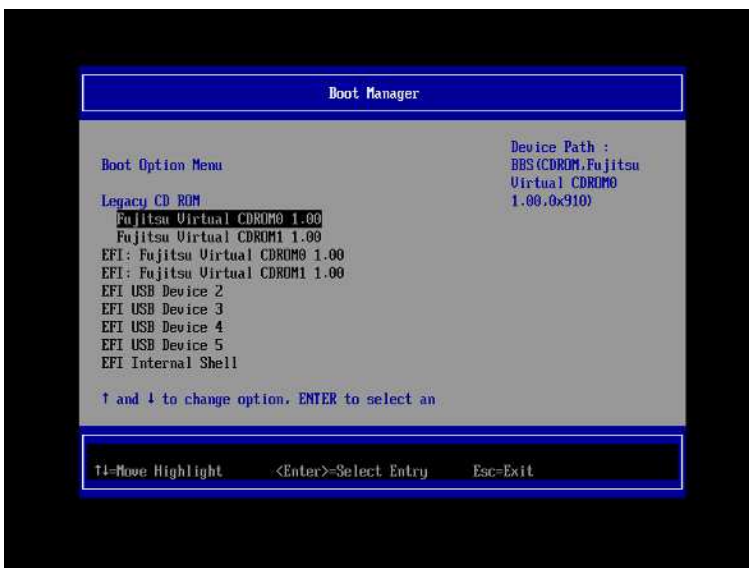 Boot Manager
Boot Option Menu
Legacy CD ROM
Fujitsu Virtual CDROM0 1.00
Fujitsu Virtual CDROM1 1.00
EFI: Fujitsu Virtual CDROM0 1.00
EFI: Fujitsu Virtual CDROM1 1.00
EFI USB Device 2
EFI USB Device 3
EFI USB Device 4
EFI USB Device 5
EFI Internal Shell
↑ and ↓ to change option, ENTER to select an
Device Path :
BBS(CDROM,Fujitsu
Virtual CDROM0
1.00,0x910)
↑↓=Move Highlight <Enter>=Select Entry Esc=Exit